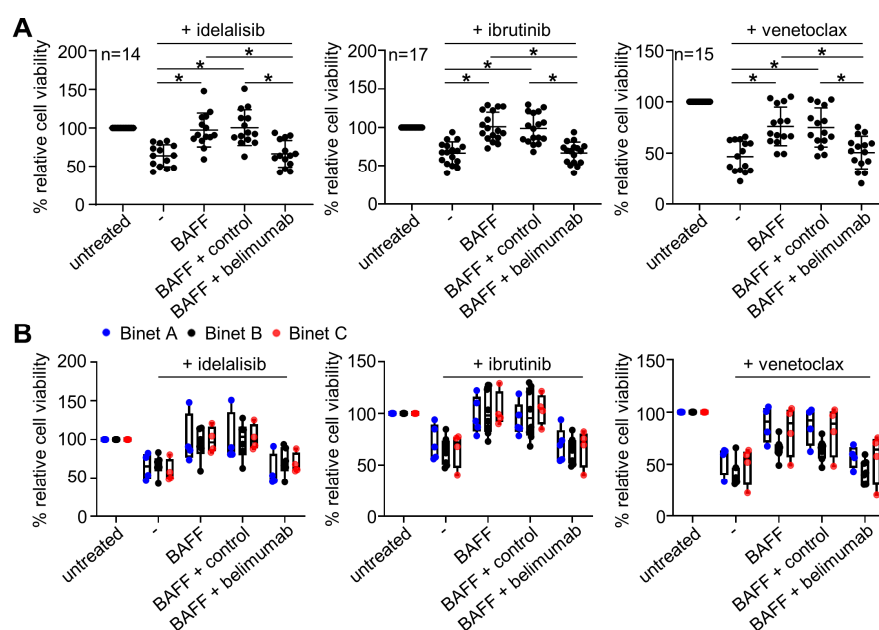 A
+ idelalisib
+ ibrutinib
+ venetoclax
% relative cell viability
200
150
100
50
0
n=14
*
*
*
*
untreated
-
BAFF
BAFF + control
BAFF + belimumab
% relative cell viability
200
150
100
50
0
n=17
*
*
*
*
untreated
-
BAFF
BAFF + control
BAFF + belimumab
% relative cell viability
150
100
50
0
n=15
*
*
*
*
untreated
-
BAFF
BAFF + control
BAFF + belimumab
B
Binet A Binet B Binet C
+ idelalisib
+ ibrutinib
+ venetoclax
% relative cell viability
200
150
100
50
0
untreated
-
BAFF
BAFF + control
BAFF + belimumab
% relative cell viability
150
100
50
0
untreated
-
BAFF
BAFF + control
BAFF + belimumab
% relative cell viability
150
100
50
0
untreated
-
BAFF
BAFF + control
BAFF + belimumab